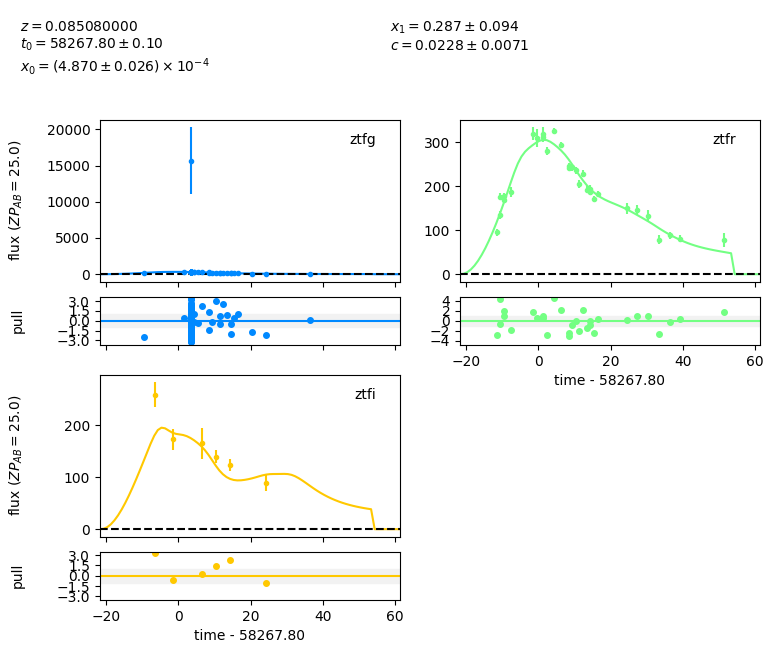 z = 0.085080000
t₀ = 58267.80 ± 0.10
x₀ = (4.870 ± 0.026) × 10⁻⁴
x₁ = 0.287 ± 0.094
c = 0.0228 ± 0.0071
ztfg
20000
15000
10000
5000
0
flux (ZP_AB = 25.0)
3.0
1.5
0.0
−1.5
−3.0
pull
ztfr
300
200
100
0
4
2
0
−2
−4
−20
0
20
40
60
time - 58267.80
ztfi
200
100
0
flux (ZP_AB = 25.0)
3.0
1.5
0.0
−1.5
−3.0
pull
−20
0
20
40
60
time - 58267.80